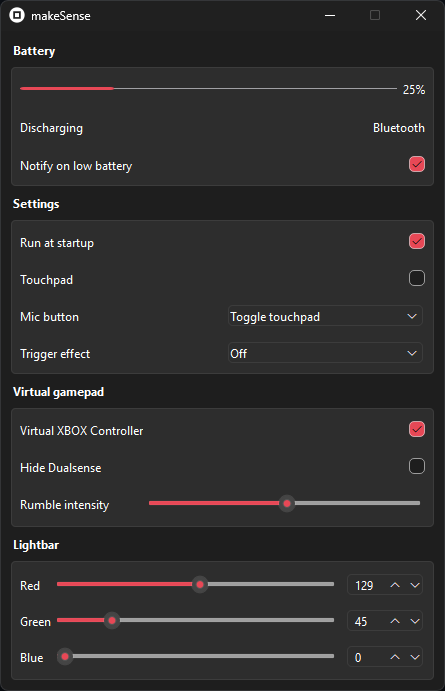 makeSense
Battery
25%
Discharging Bluetooth
Notify on low battery
Settings
Run at startup
Touchpad
Mic button Toggle touchpad
Trigger effect Off
Virtual gamepad
Virtual XBOX Controller
Hide Dualsense
Rumble intensity
Lightbar
Red 129
Green 45
Blue 0